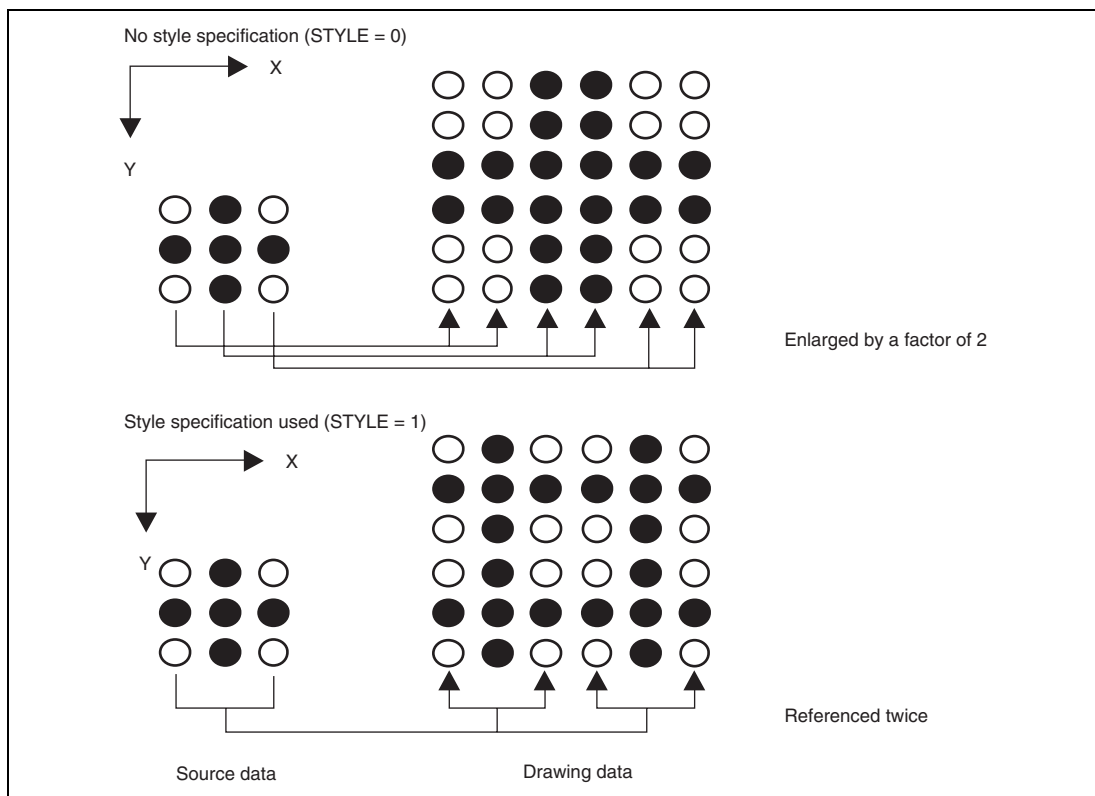 No style specification (STYLE = 0)
X
Y
Enlarged by a factor of 2
Style specification used (STYLE = 1)
X
Y
Referenced twice
Source data
Drawing data